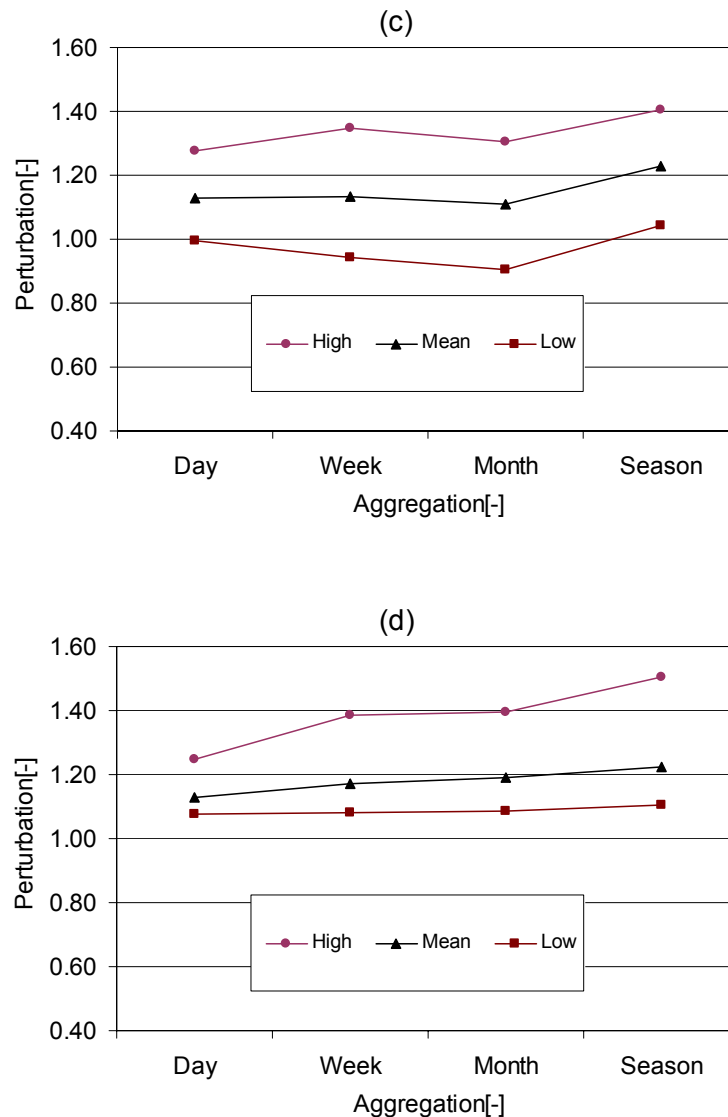 (c)
1.60
1.40
1.20
1.00
0.80
0.60
0.40
Perturbation[-]
High Mean Low
Day Week Month Season
Aggregation[-]
(d)
1.60
1.40
1.20
1.00
0.80
0.60
0.40
Perturbation[-]
High Mean Low
Day Week Month Season
Aggregation[-]